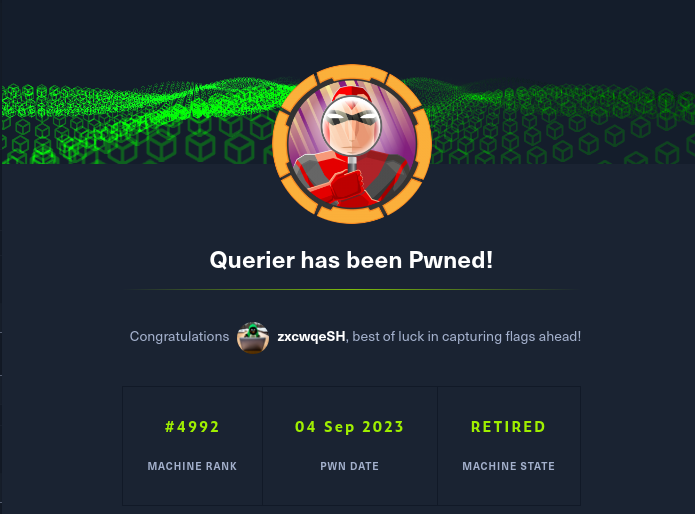 Querier has been Pwned!
Congratulations zxcwqeSH, best of luck in capturing flags ahead!
#4992 04 Sep 2023 RETIRED
MACHINE RANK PWN DATE MACHINE STATE